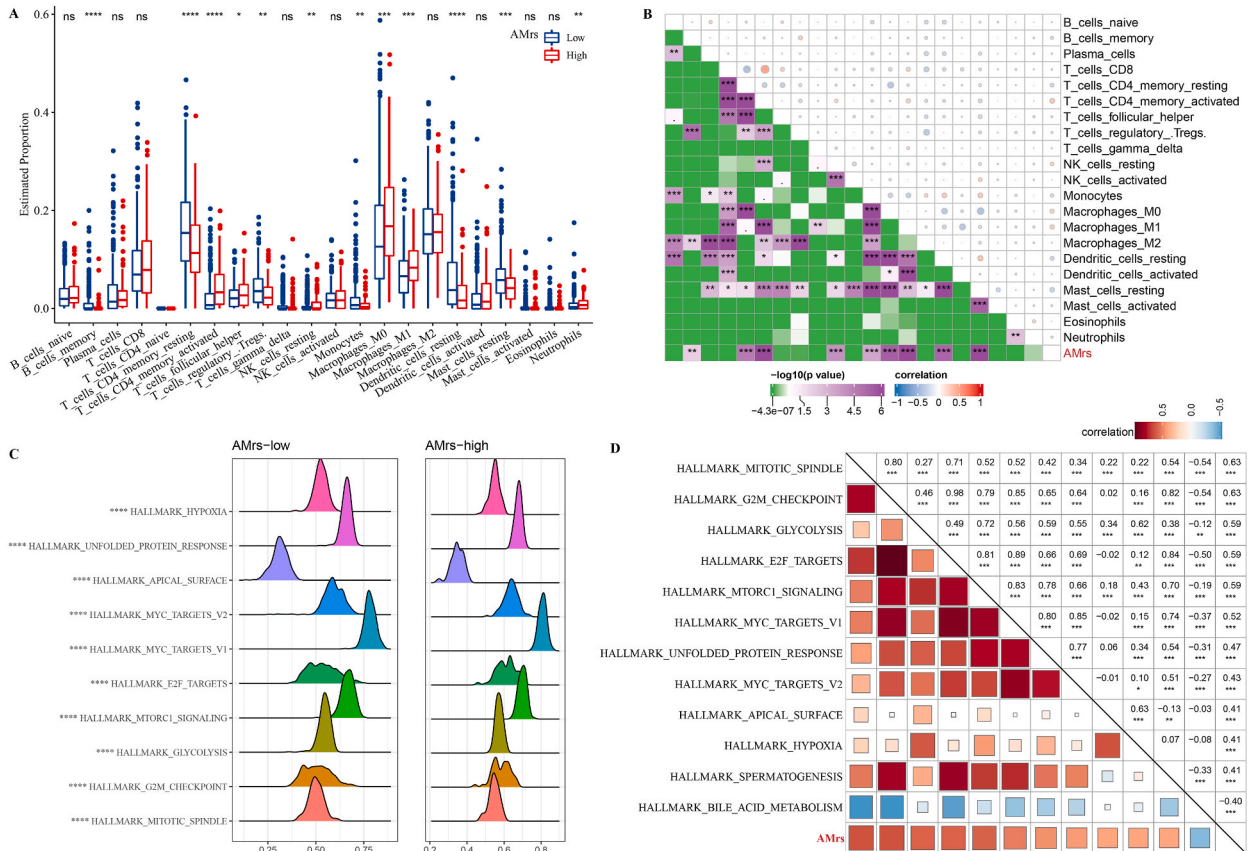 A
0.6
ns
****
ns
ns
ns
****
****
*
**
ns
**
ns
**
***
***
ns
****
ns
***
ns
ns
**
AMrs
Low
High
Estimated Proportion
0.4
0.2
0.0
B_cells_naive
B_cells_memory
Plasma_cells
T_cells_CD8
T_cells_CD4_naive
T_cells_CD4_memory_resting
T_cells_CD4_memory_activated
T_cells_follicular_helper
T_cells_regulatory_.Tregs.
T_cells_gamma_delta
NK_cells_resting
NK_cells_activated
Monocytes
Macrophages_M0
Macrophages_M1
Macrophages_M2
Dendritic_cells_resting
Dendritic_cells_activated
Mast_cells_resting
Mast_cells_activated
Eosinophils
Neutrophils
B
B_cells_naive
B_cells_memory
Plasma_cells
T_cells_CD8
T_cells_CD4_memory_resting
T_cells_CD4_memory_activated
T_cells_follicular_helper
T_cells_regulatory_.Tregs.
T_cells_gamma_delta
NK_cells_resting
NK_cells_activated
Monocytes
Macrophages_M0
Macrophages_M1
Macrophages_M2
Dendritic_cells_resting
Dendritic_cells_activated
Mast_cells_resting
Mast_cells_activated
Eosinophils
Neutrophils
AMrs
−log10(p value)
−4.3e−07 1.5 3 4.5 6
correlation
−1 −0.5 0 0.5 1
C
AMrs−low
AMrs−high
**** HALLMARK_HYPOXIA
**** HALLMARK_UNFOLDED_PROTEIN_RESPONSE
**** HALLMARK_APICAL_SURFACE
**** HALLMARK_MYC_TARGETS_V2
**** HALLMARK_MYC_TARGETS_V1
**** HALLMARK_E2F_TARGETS
**** HALLMARK_MTORC1_SIGNALING
**** HALLMARK_GLYCOLYSIS
**** HALLMARK_G2M_CHECKPOINT
**** HALLMARK_MITOTIC_SPINDLE
0.25 0.50 0.75
0.2 0.4 0.6 0.8
D
correlation
0.5 0.0 −0.5
HALLMARK_MITOTIC_SPINDLE 0.80 0.27 0.71 0.52 0.52 0.42 0.34 0.22 0.22 0.54 −0.54 0.63
*** *** *** *** *** *** *** *** *** *** *** ***
HALLMARK_G2M_CHECKPOINT 0.46 0.98 0.79 0.85 0.65 0.64 0.02 0.16 0.82 −0.54 0.63
*** *** *** *** *** *** *** *** *** ***
HALLMARK_GLYCOLYSIS 0.49 0.72 0.56 0.59 0.55 0.34 0.62 0.38 −0.12 0.59
*** *** *** *** *** *** *** *** ** ***
HALLMARK_E2F_TARGETS 0.81 0.89 0.66 0.69 −0.02 0.12 0.84 −0.50 0.59
*** *** *** *** ** *** *** ***
HALLMARK_MTORC1_SIGNALING 0.83 0.78 0.66 0.18 0.43 0.70 −0.19 0.59
*** *** *** *** *** *** *** ***
HALLMARK_MYC_TARGETS_V1 0.80 0.85 −0.02 0.15 0.74 −0.37 0.52
*** *** *** *** *** ***
HALLMARK_UNFOLDED_PROTEIN_RESPONSE 0.77 0.06 0.34 0.54 −0.31 0.47
*** *** *** *** ***
HALLMARK_MYC_TARGETS_V2 −0.01 0.10 0.51 −0.27 0.43
* *** *** ***
HALLMARK_APICAL_SURFACE 0.63 −0.13 −0.03 0.41
*** ** ***
HALLMARK_HYPOXIA 0.07 −0.08 0.41
***
HALLMARK_SPERMATOGENESIS −0.33 0.41
*** ***
HALLMARK_BILE_ACID_METABOLISM −0.40
***
AMrs